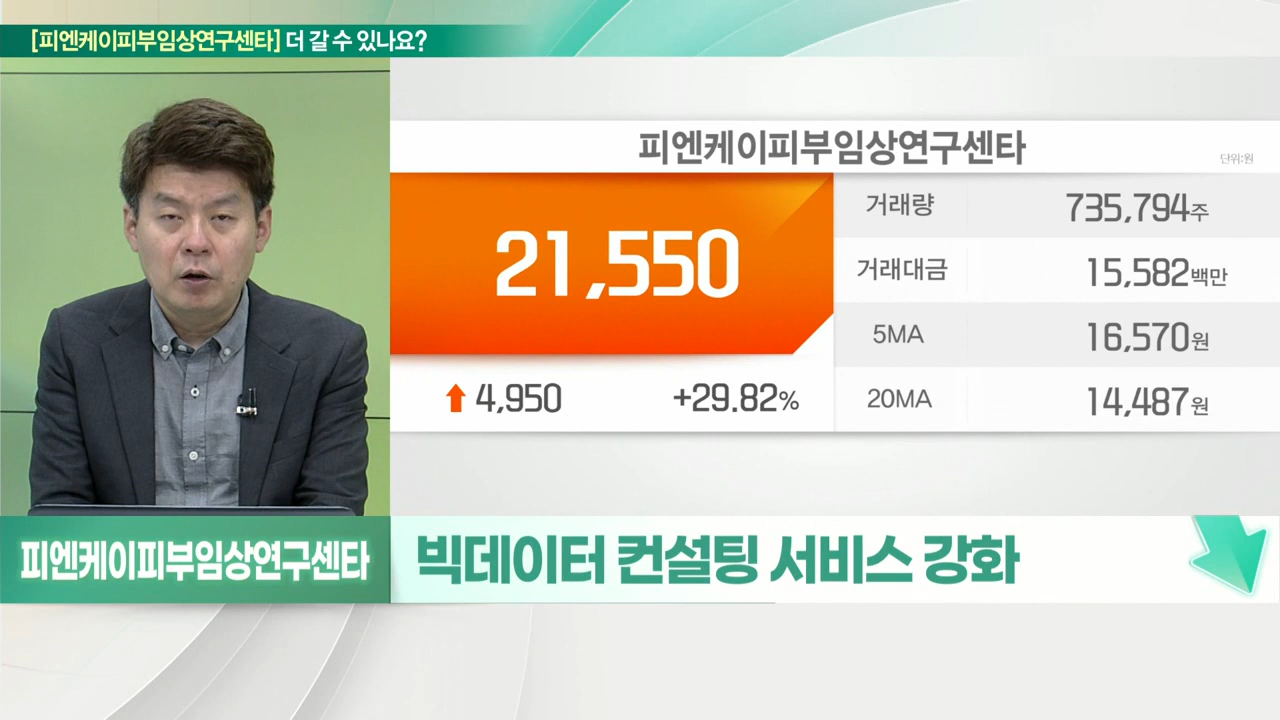 [피엔케이피부임상연구센타] 더 갈 수 있나요?
피엔케이피부임상연구센타
단위:원
21,550
4,950 +29.82%
거래량 735,794주
거래대금 15,582백만
5MA 16,570원
20MA 14,487원
피엔케이피부임상연구센타
빅데이터 컨설팅 서비스 강화